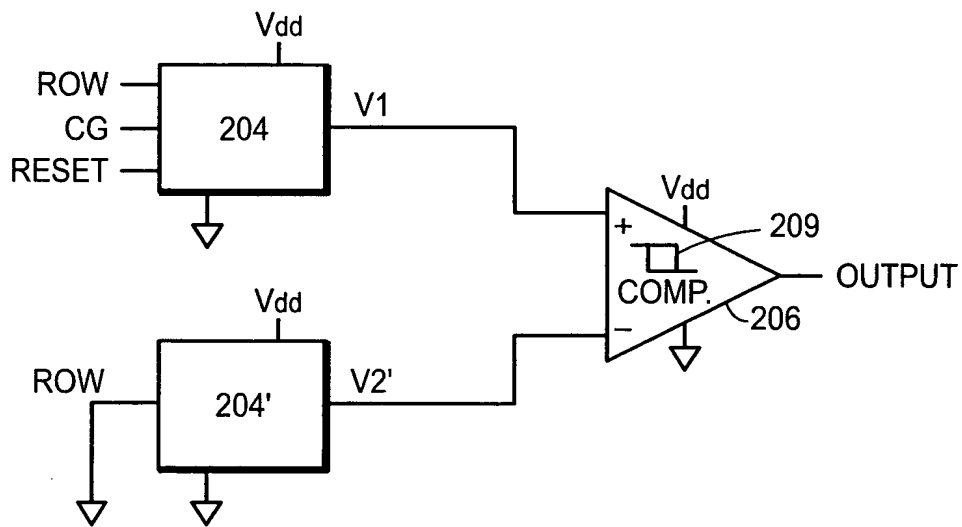 Vdd
ROW
CG
RESET
204
V1
Vdd
+
209
COMP.
−
OUTPUT
206
Vdd
ROW
204'
V2'